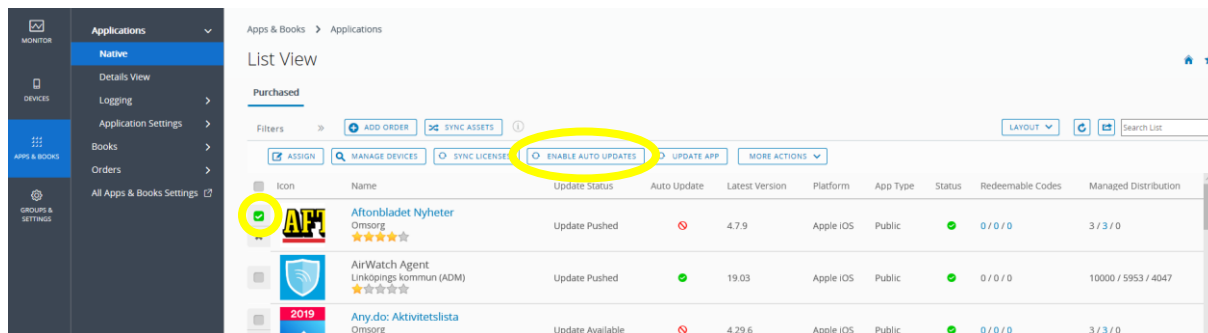 MONITOR
DEVICES
APPS & BOOKS
GROUPS & SETTINGS
Applications
Native
Details View
Logging
Application Settings
Books
Orders
All Apps & Books Settings
Apps & Books > Applications
List View
Purchased
Filters » ADD ORDER SYNC ASSETS LAYOUT Search List
ASSIGN MANAGE DEVICES SYNC LICENSES ENABLE AUTO UPDATES UPDATE APP MORE ACTIONS
Icon Name Update Status Auto Update Latest Version Platform App Type Status Redeemable Codes Managed Distribution
AFT
Aftonbladet Nyheter
Omsorg
Update Pushed 4.7.9 Apple iOS Public 0 / 0 / 0 3 / 3 / 0
AirWatch Agent
Linköpings kommun (ADM)
Update Pushed 19.03 Apple iOS Public 0 / 0 / 0 10000 / 5953 / 4047
2019
Any.do: Aktivitetslista
Omsorg
Update Available 4.29.6 Apple iOS Public 0 / 0 / 0 3 / 3 / 0